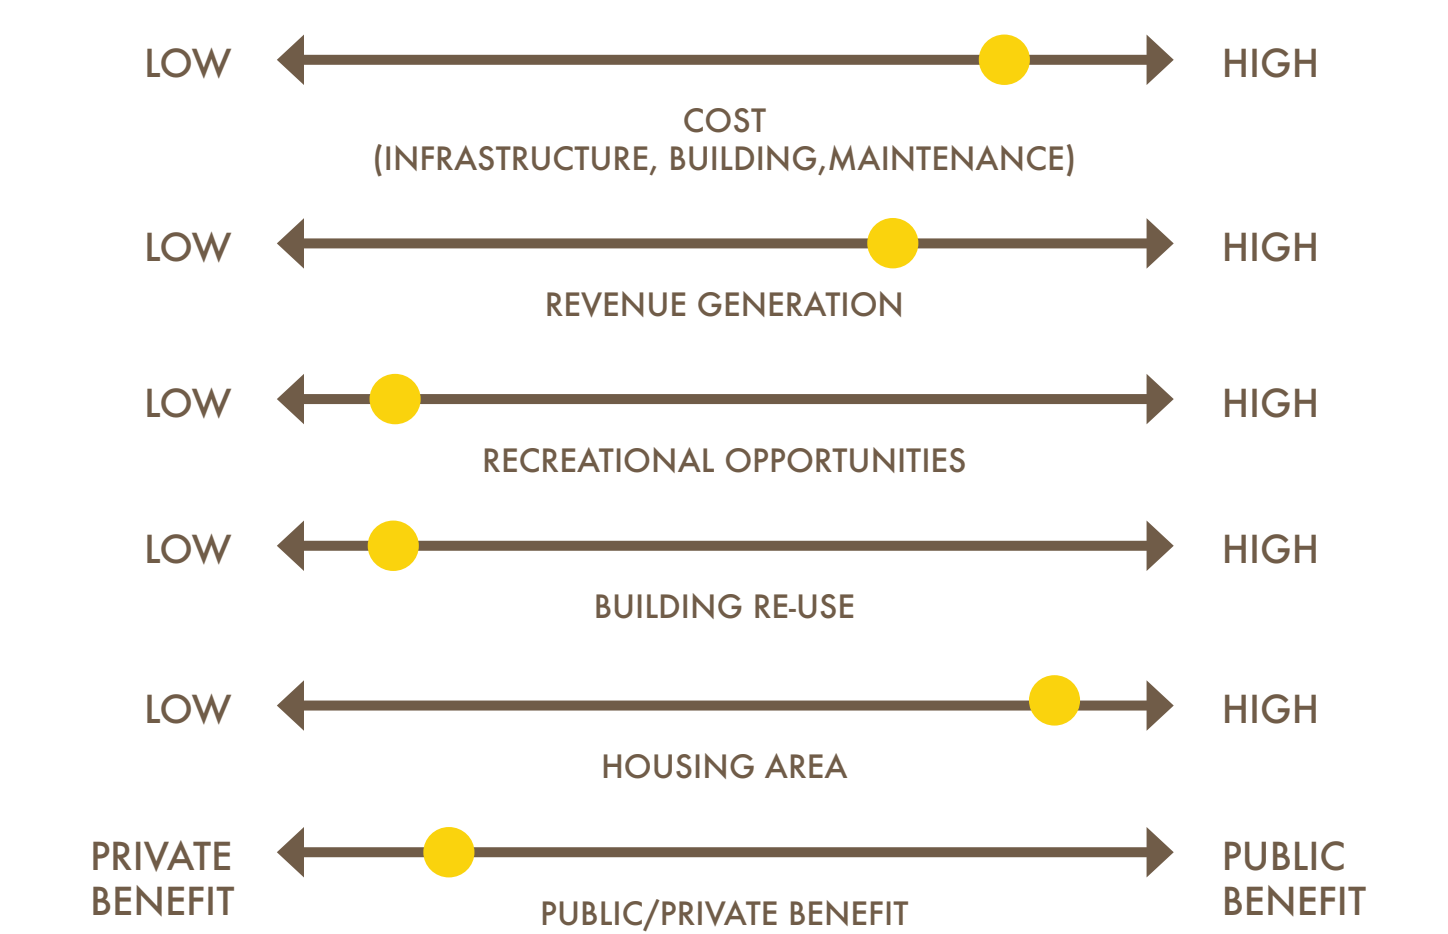 LOW HIGH
COST
(INFRASTRUCTURE, BUILDING,MAINTENANCE)
LOW HIGH
REVENUE GENERATION
LOW HIGH
RECREATIONAL OPPORTUNITIES
LOW HIGH
BUILDING RE-USE
LOW HIGH
HOUSING AREA
PRIVATE
BENEFIT
PUBLIC
BENEFIT
PUBLIC/PRIVATE BENEFIT